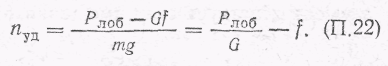 n_уд = (P_лоб − Gf) / mg = P_лоб / G − f. (П.22)